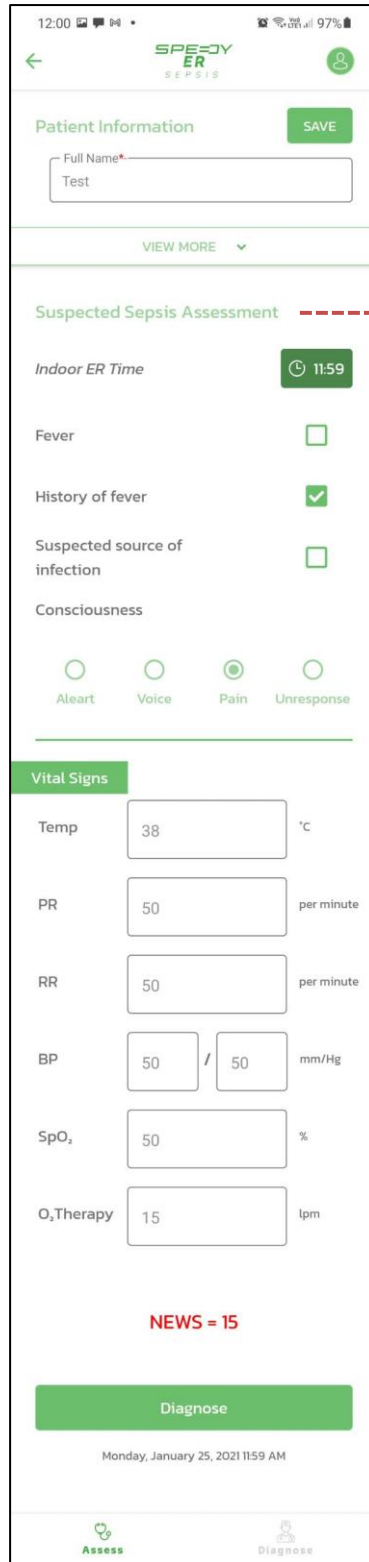 12:00 97%
SPEEDY
ER
SEPSIS
Patient Information SAVE
Full Name*
Test
VIEW MORE
Suspected Sepsis Assessment
Indoor ER Time 11:59
Fever
History of fever
Suspected source of
infection
Consciousness
Aleart Voice Pain Unresponse
Vital Signs
Temp 38 °C
PR 50 per minute
RR 50 per minute
BP 50 / 50 mm/Hg
SpO₂ 50 %
O₂Therapy 15 lpm
NEWS = 15
Diagnose
Monday, January 25, 2021 11:59 AM
Assess Diagnose